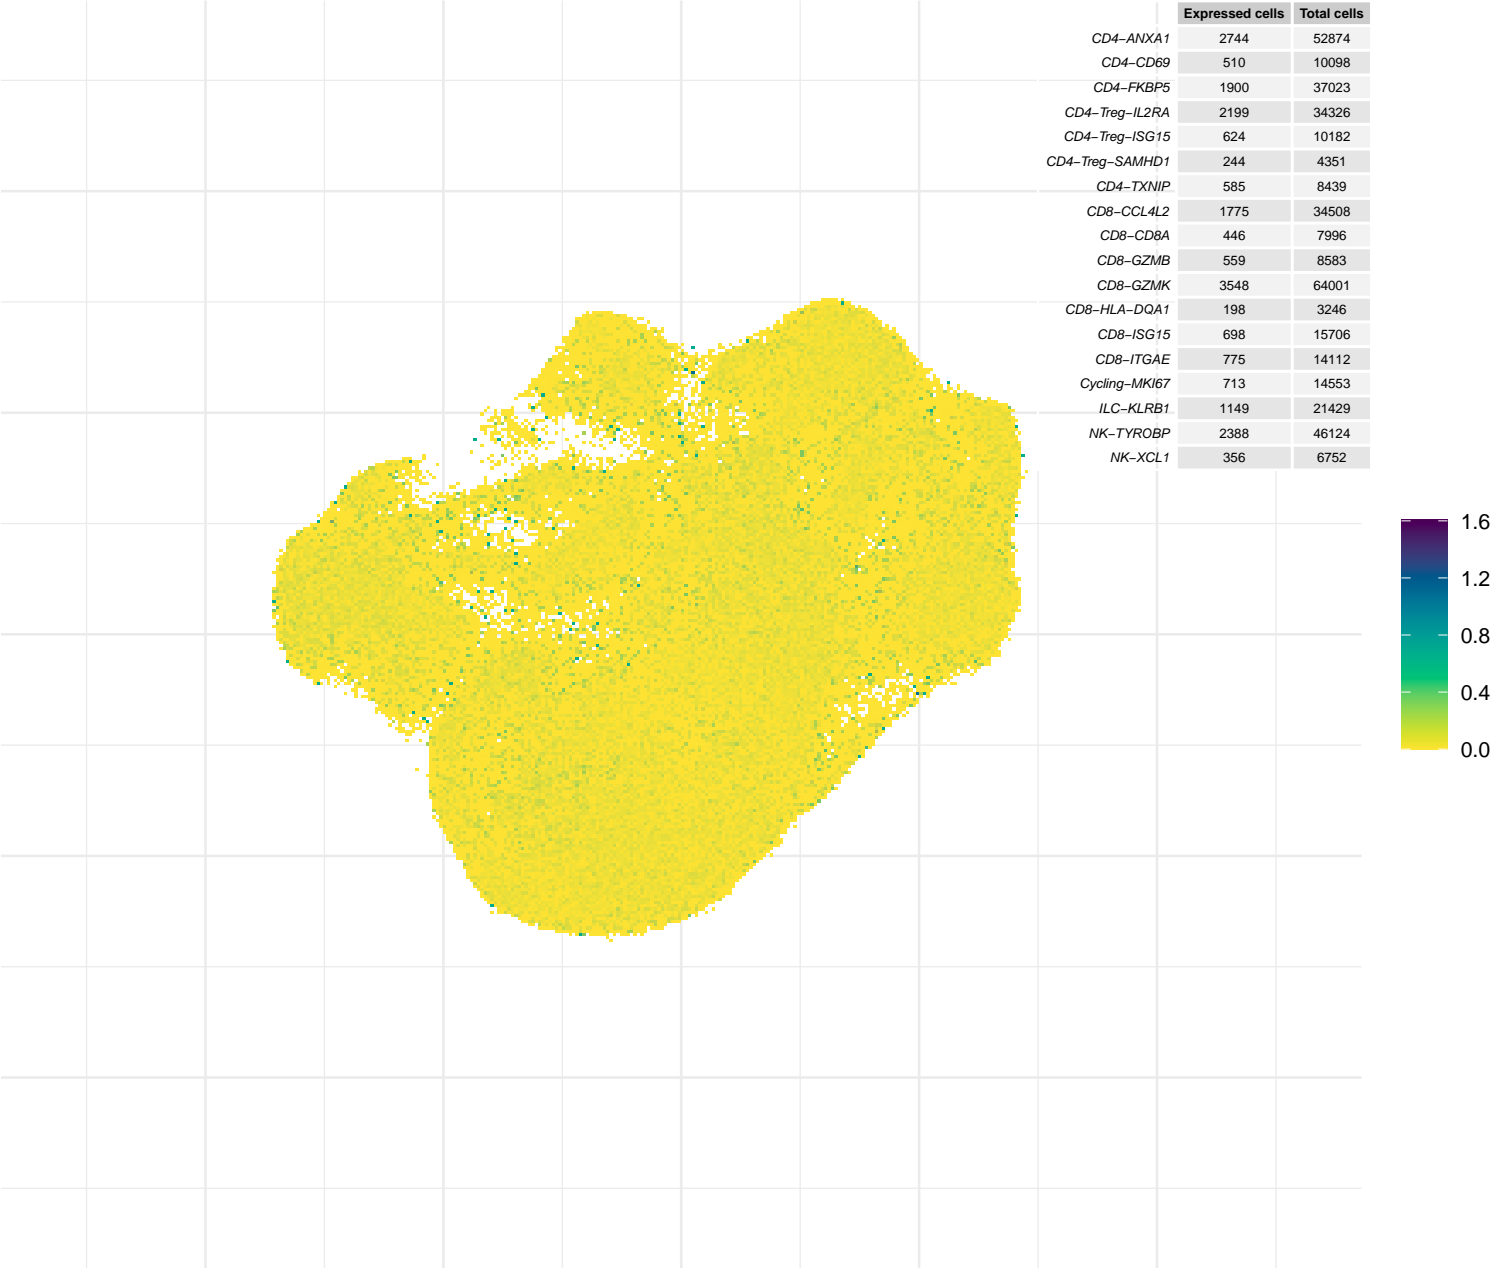 Expressed cells Total cells
CD4−ANXA1 2744 52874
CD4−CD69 510 10098
CD4−FKBP5 1900 37023
CD4−Treg−IL2RA 2199 34326
CD4−Treg−ISG15 624 10182
CD4−Treg−SAMHD1 244 4351
CD4−TXNIP 585 8439
CD8−CCL4L2 1775 34508
CD8−CD8A 446 7996
CD8−GZMB 559 8583
CD8−GZMK 3548 64001
CD8−HLA−DQA1 198 3246
CD8−ISG15 698 15706
CD8−ITGAE 775 14112
Cycling−MKI67 713 14553
ILC−KLRB1 1149 21429
NK−TYROBP 2388 46124
NK−XCL1 356 6752
1.6
1.2
0.8
0.4
0.0